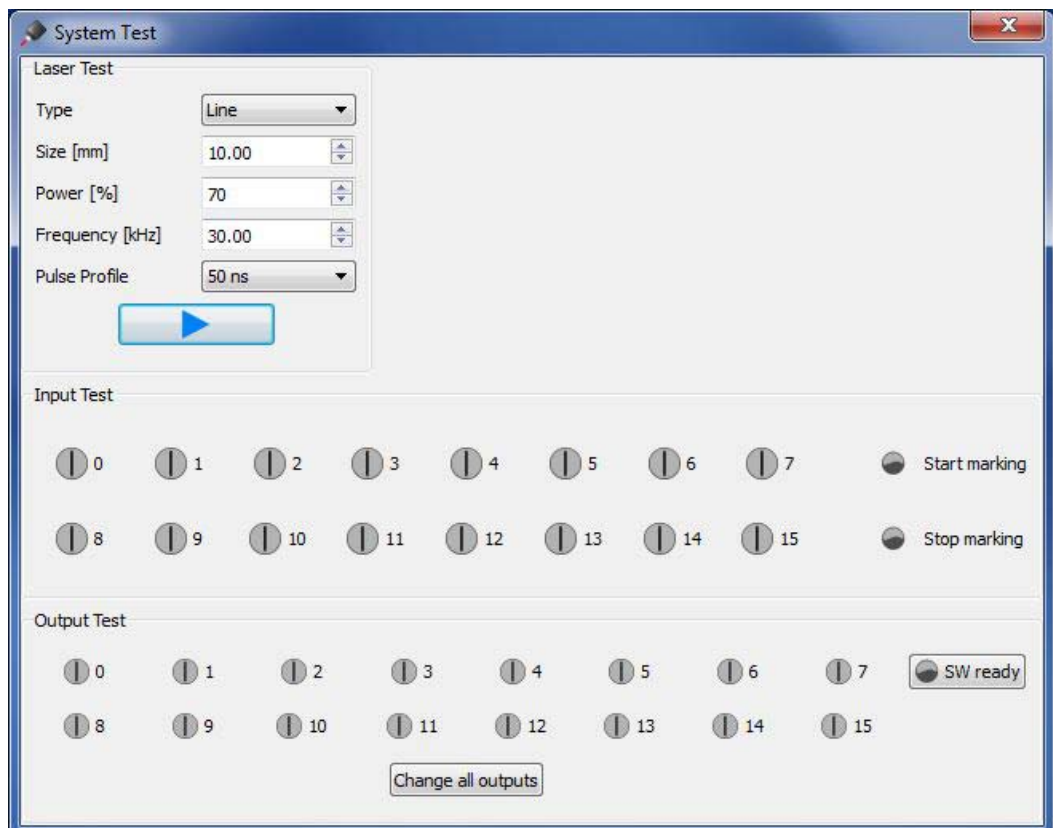 System Test
X
Laser Test
Type Line
Size [mm] 10.00
Power [%] 70
Frequency [kHz] 30.00
Pulse Profile 50 ns
Input Test
0 1 2 3 4 5 6 7 Start marking
8 9 10 11 12 13 14 15 Stop marking
Output Test
0 1 2 3 4 5 6 7 SW ready
8 9 10 11 12 13 14 15
Change all outputs